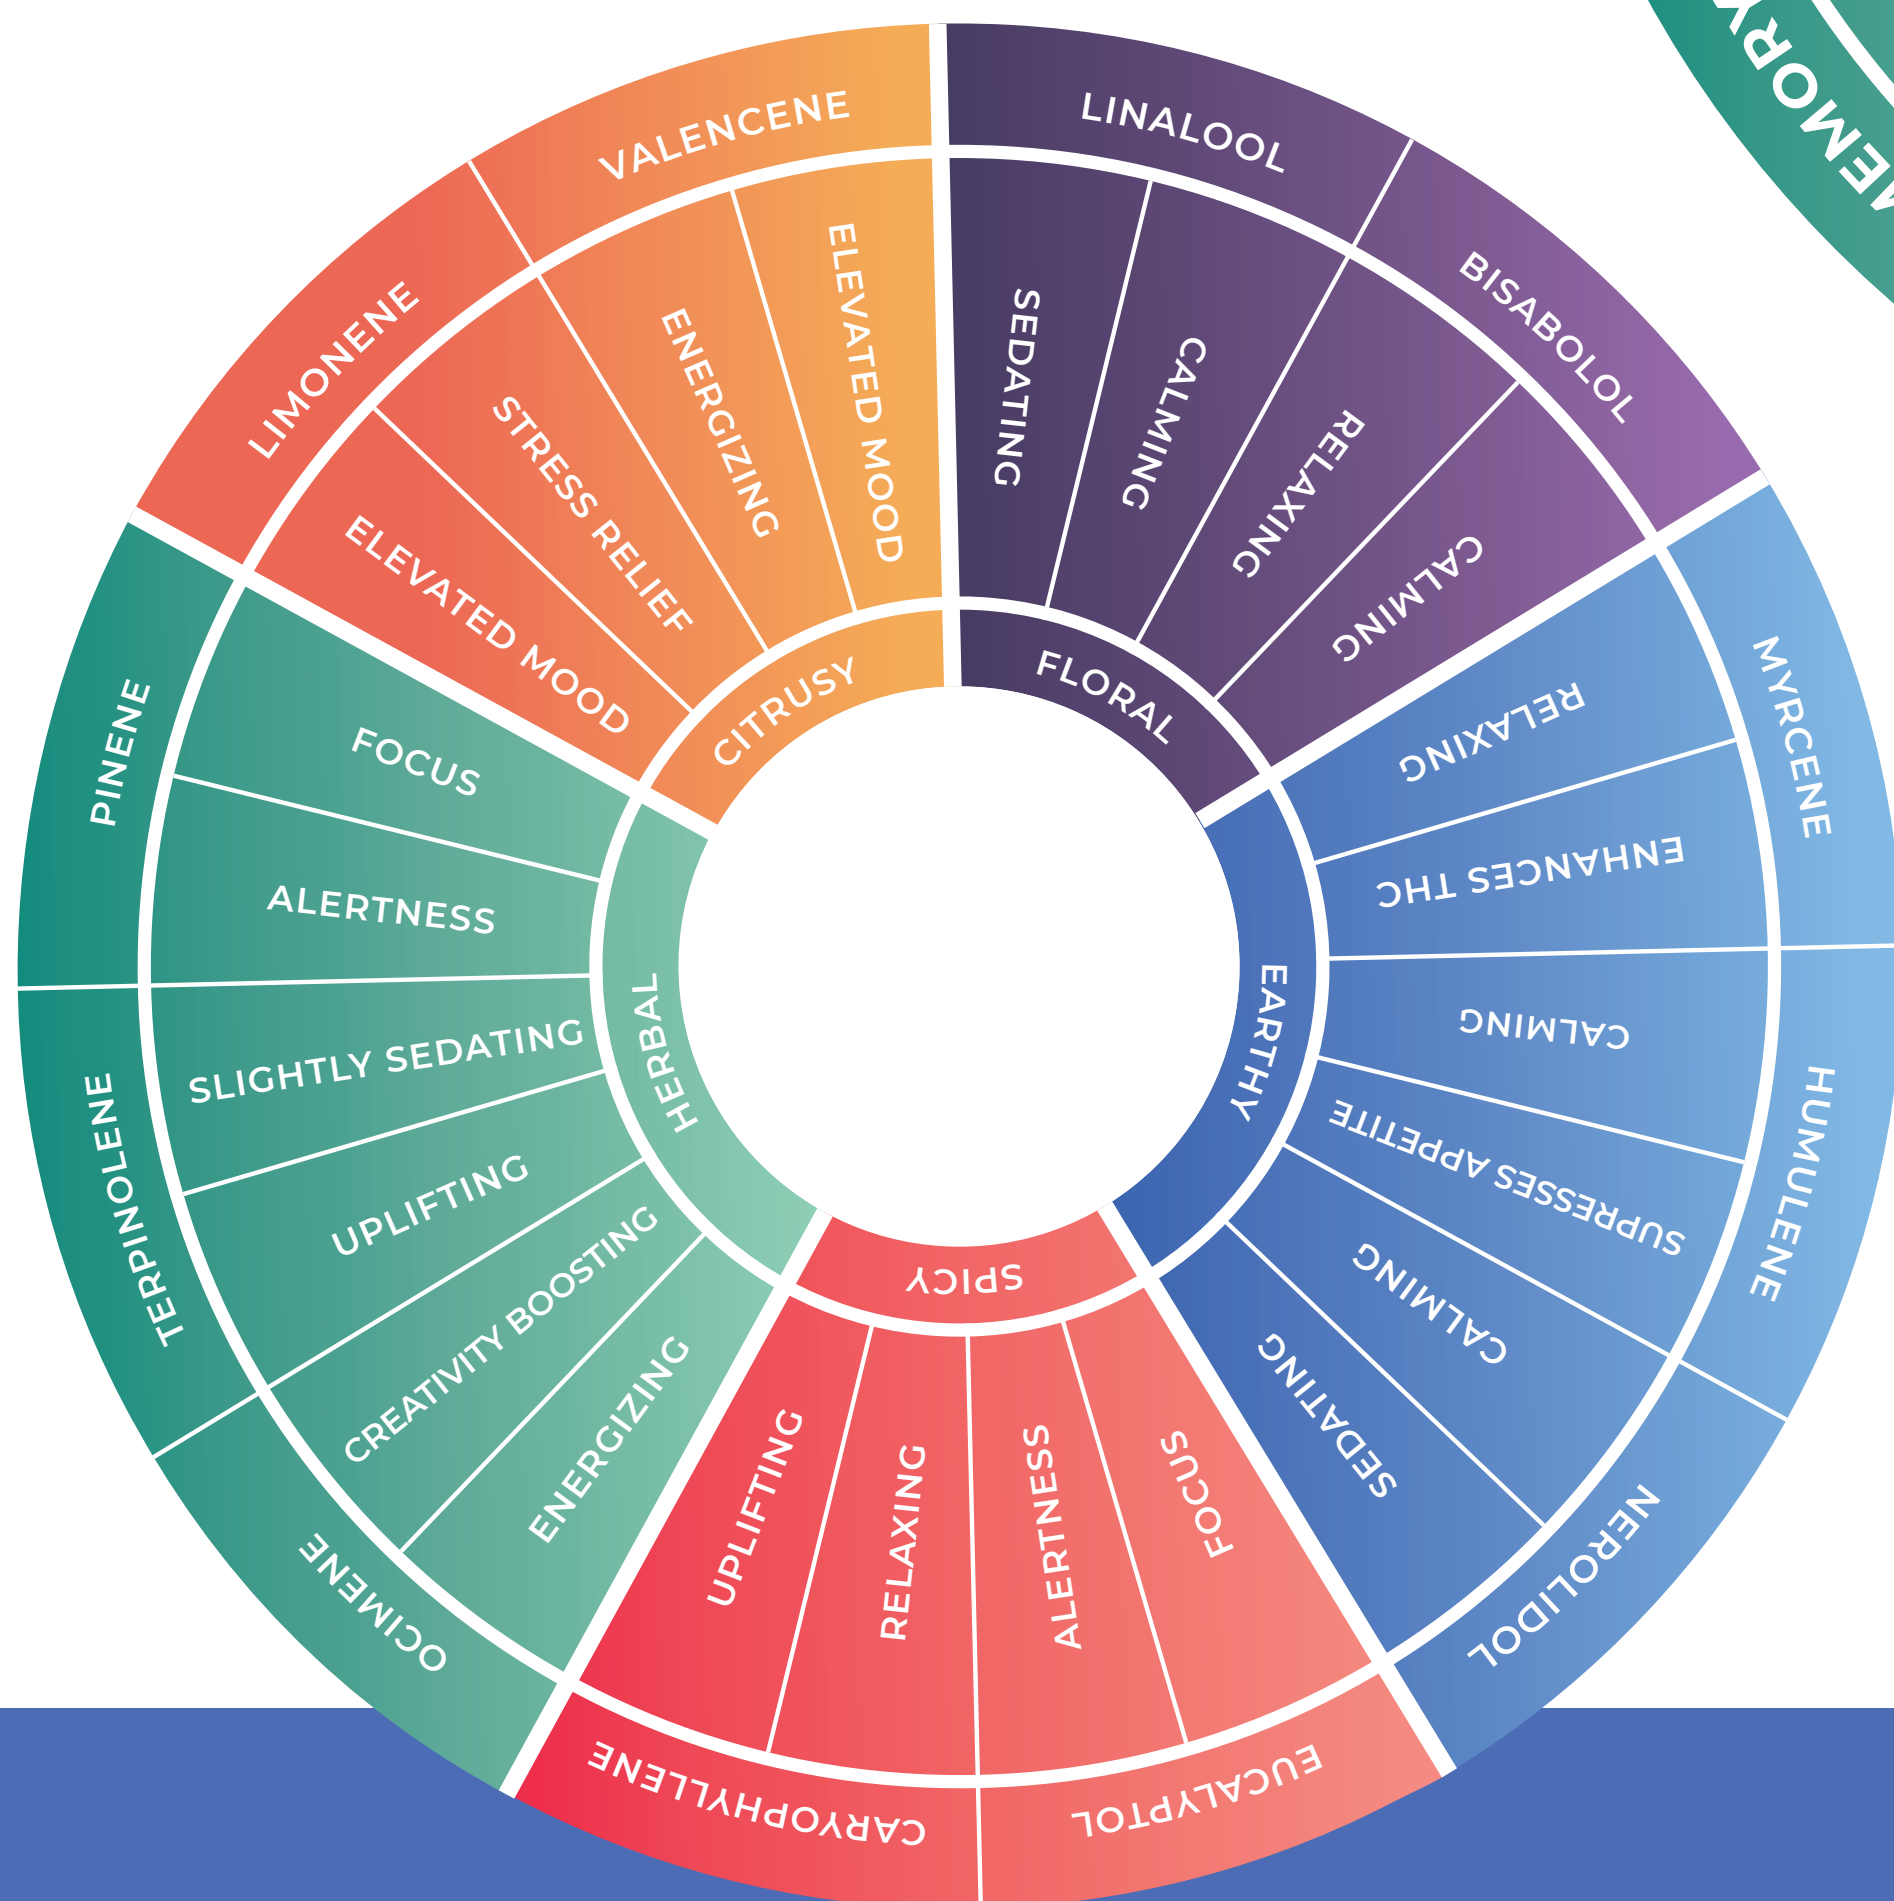 LINALOOL
BISABOLOL
MYRCENE
HUMULENE
NEROLIDOL
EUCALYPTOL
CARYOPHYLLENE
OCIMENE
TERPINOLENE
PINENE
LIMONENE
VALENCENE
SEDATING
CALMING
RELAXING
CALMING
RELAXING
ENHANCES THC
CALMING
SUPRESSES APPETITE
CALMING
SEDATING
FOCUS
ALERTNESS
RELAXING
UPLIFTING
ENERGIZING
CREATIVITY BOOSTING
UPLIFTING
SLIGHTLY SEDATING
ALERTNESS
FOCUS
ELEVATED MOOD
STRESS RELIEF
ENERGIZING
ELEVATED MOOD
FLORAL
EARTHY
SPICY
HERBAL
CITRUSY